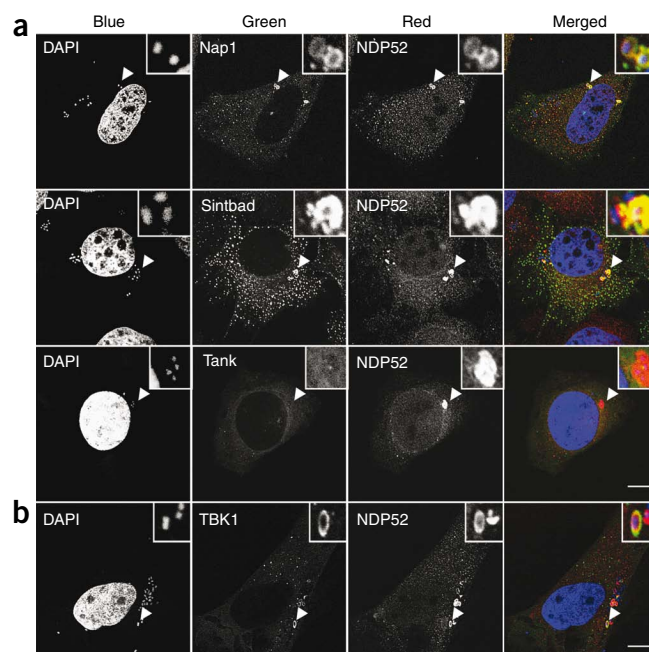 Blue Green Red Merged
a
DAPI Nap1 NDP52
DAPI Sintbad NDP52
DAPI Tank NDP52
b
DAPI TBK1 NDP52